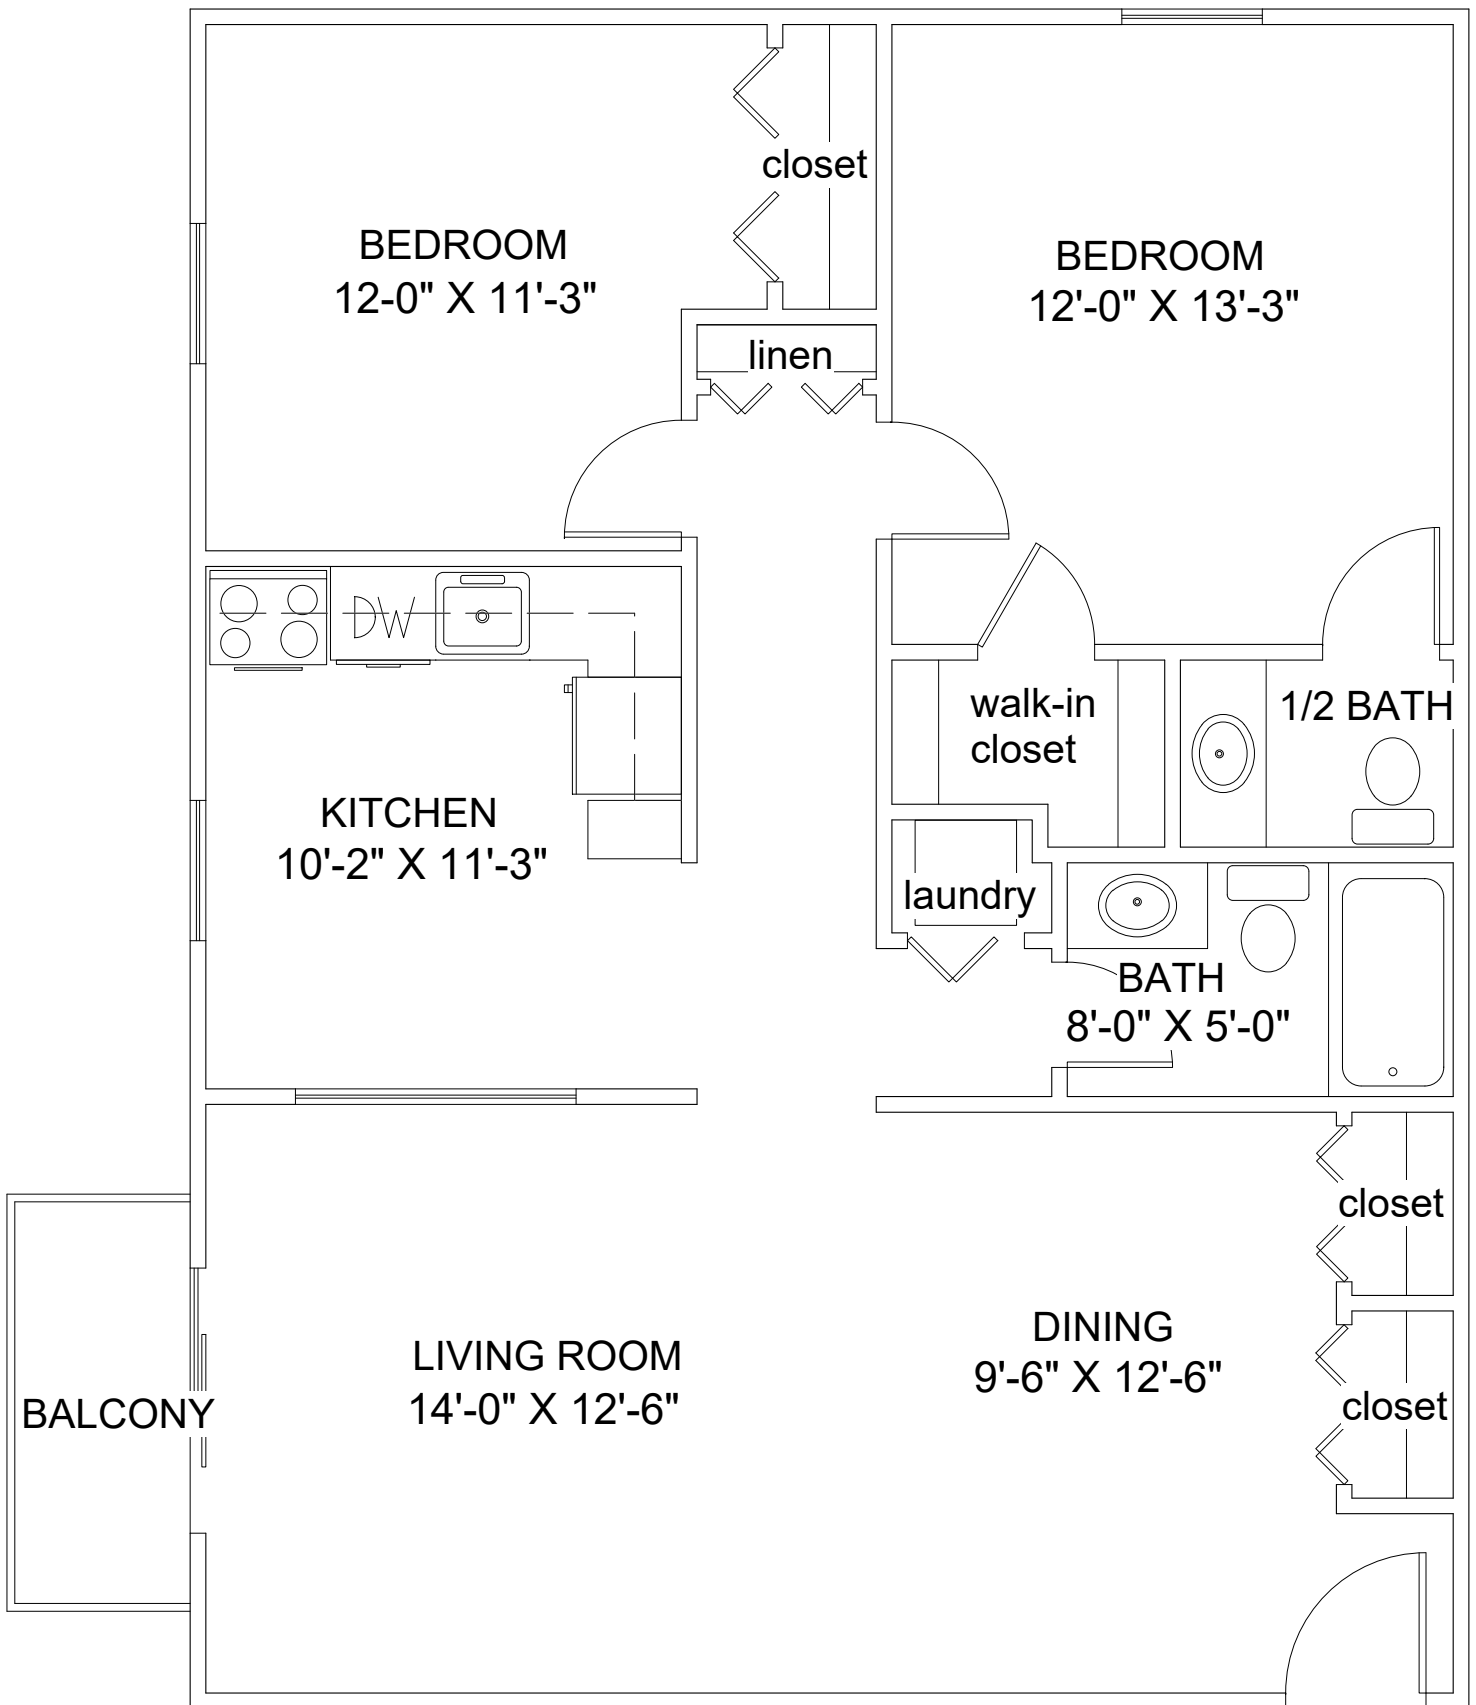 closet
BEDROOM
12-0" X 11'-3"
BEDROOM
12'-0" X 13'-3"
linen
DW
walk-in
closet
1/2 BATH
KITCHEN
10'-2" X 11'-3"
laundry
BATH
8'-0" X 5'-0"
closet
DINING
9'-6" X 12'-6"
LIVING ROOM
14'-0" X 12'-6"
closet
BALCONY